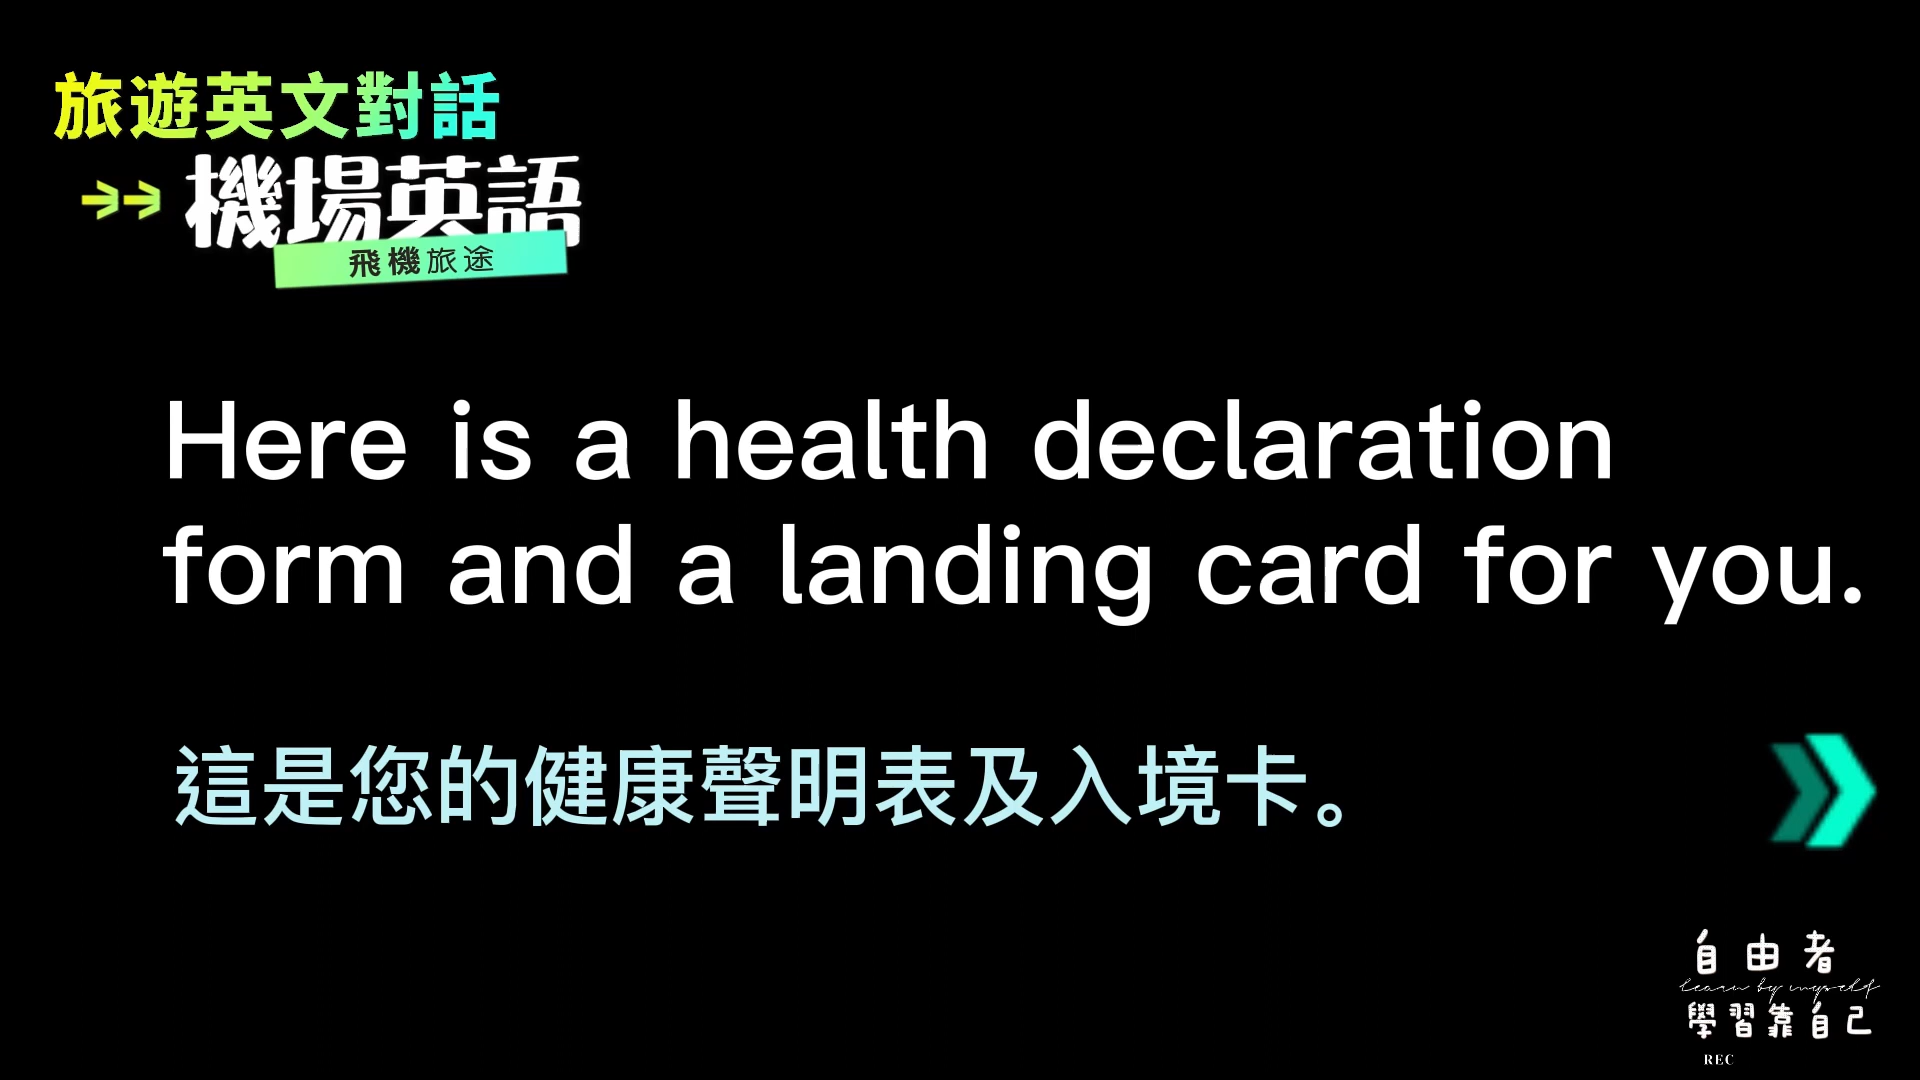 旅遊英文對話
機場英語
飛機旅途
Here is a health declaration
form and a landing card for you.
這是您的健康聲明表及入境卡。
自由者
learn by myself
學習靠自己
REC